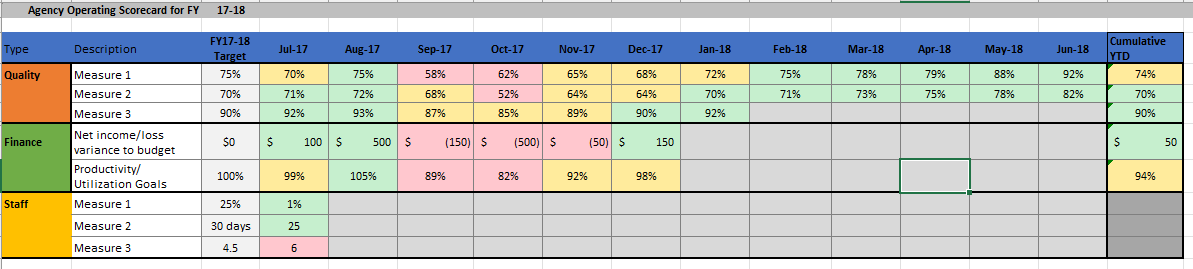 Agency Operating Scorecard for FY 17-18
Type Description FY17-18 Target Jul-17 Aug-17 Sep-17 Oct-17 Nov-17 Dec-17 Jan-18 Feb-18 Mar-18 Apr-18 May-18 Jun-18 Cumulative YTD
Quality Measure 1 75% 70% 75% 58% 62% 65% 68% 72% 75% 78% 79% 88% 92% 74%
Measure 2 70% 71% 72% 68% 52% 64% 64% 70% 71% 73% 75% 78% 82% 70%
Measure 3 90% 92% 93% 87% 85% 89% 90% 92% 90%
Finance Net income/loss variance to budget $0 $ 100 $ 500 $ (150) $ (500) $ (50) $ 150 $ 50
Productivity/ Utilization Goals 100% 99% 105% 89% 82% 92% 98% 94%
Staff Measure 1 25% 1%
Measure 2 30 days 25
Measure 3 4.5 6